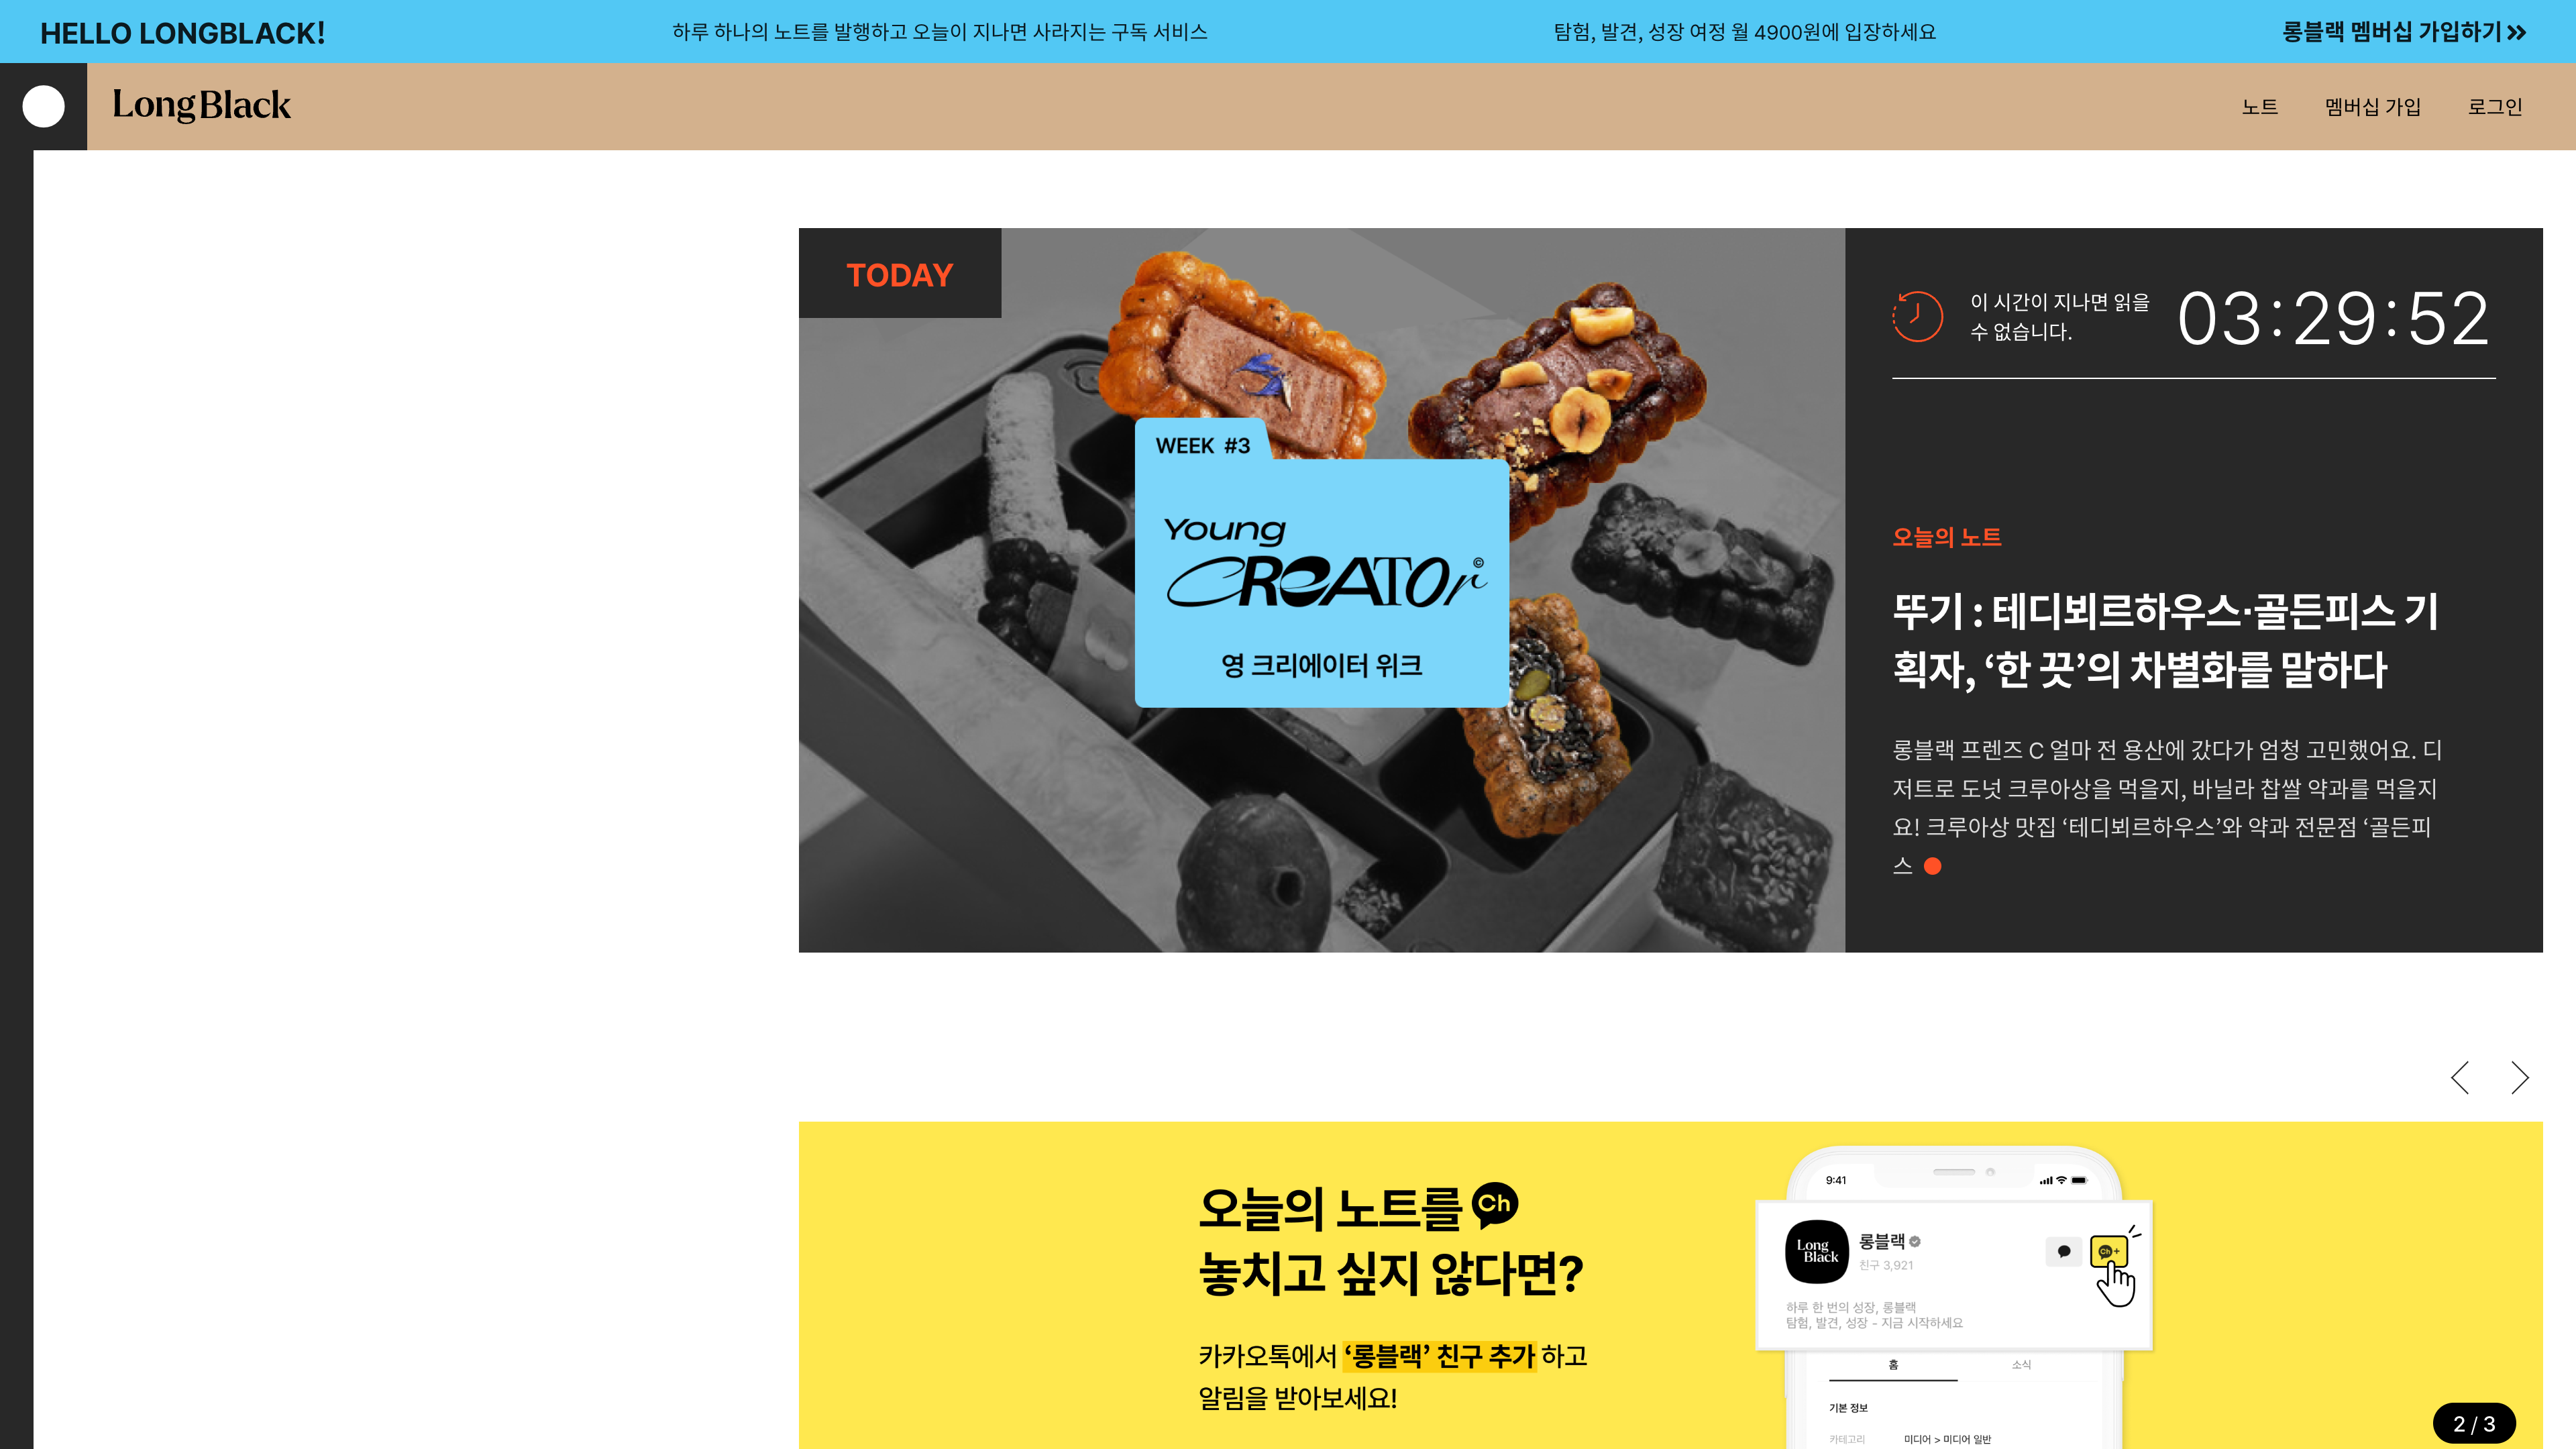 HELLO LONGBLACK!
하루 하나의 노트를 발행하고 오늘이 지나면 사라지는 구독 서비스
탐험, 발견, 성장 여정 월 4900원에 입장하세요
롱블랙 멤버십 가입하기
Long Black
노트
멤버십 가입
로그인
TODAY
WEEK #3
Young
CREATOr©
영 크리에이터 위크
이 시간이 지나면 읽을
수 없습니다.
03:29:52
오늘의 노트
뚜기 : 테디뵈르하우스·골든피스 기
획자, ‘한 끗’의 차별화를 말하다
롱블랙 프렌즈 C 얼마 전 용산에 갔다가 엄청 고민했어요. 디
저트로 도넛 크루아상을 먹을지, 바닐라 찹쌀 약과를 먹을지
요! 크루아상 맛집 ‘테디뵈르하우스’와 약과 전문점 ‘골든피
스
오늘의 노트를 Ch
놓치고 싶지 않다면?
카카오톡에서 ‘롱블랙’ 친구 추가 하고
알림을 받아보세요!
9:41
Long
Black
롱블랙
친구 3,921
Ch+
하루 한 번의 성장, 롱블랙
탐험, 발견, 성장 - 지금 시작하세요
홈
소식
기본 정보
카테고리
미디어 > 미디어 일반
2 / 3